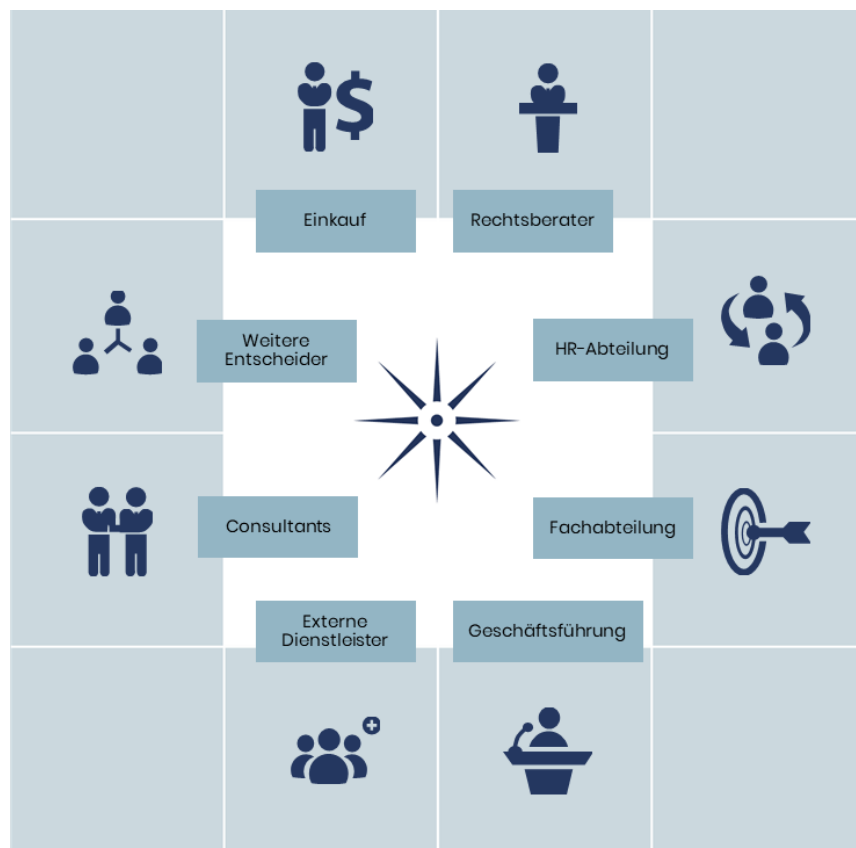 Einkauf
Rechtsberater
Weitere
Entscheider
HR-Abteilung
Consultants
Fachabteilung
Externe
Dienstleister
Geschäftsführung